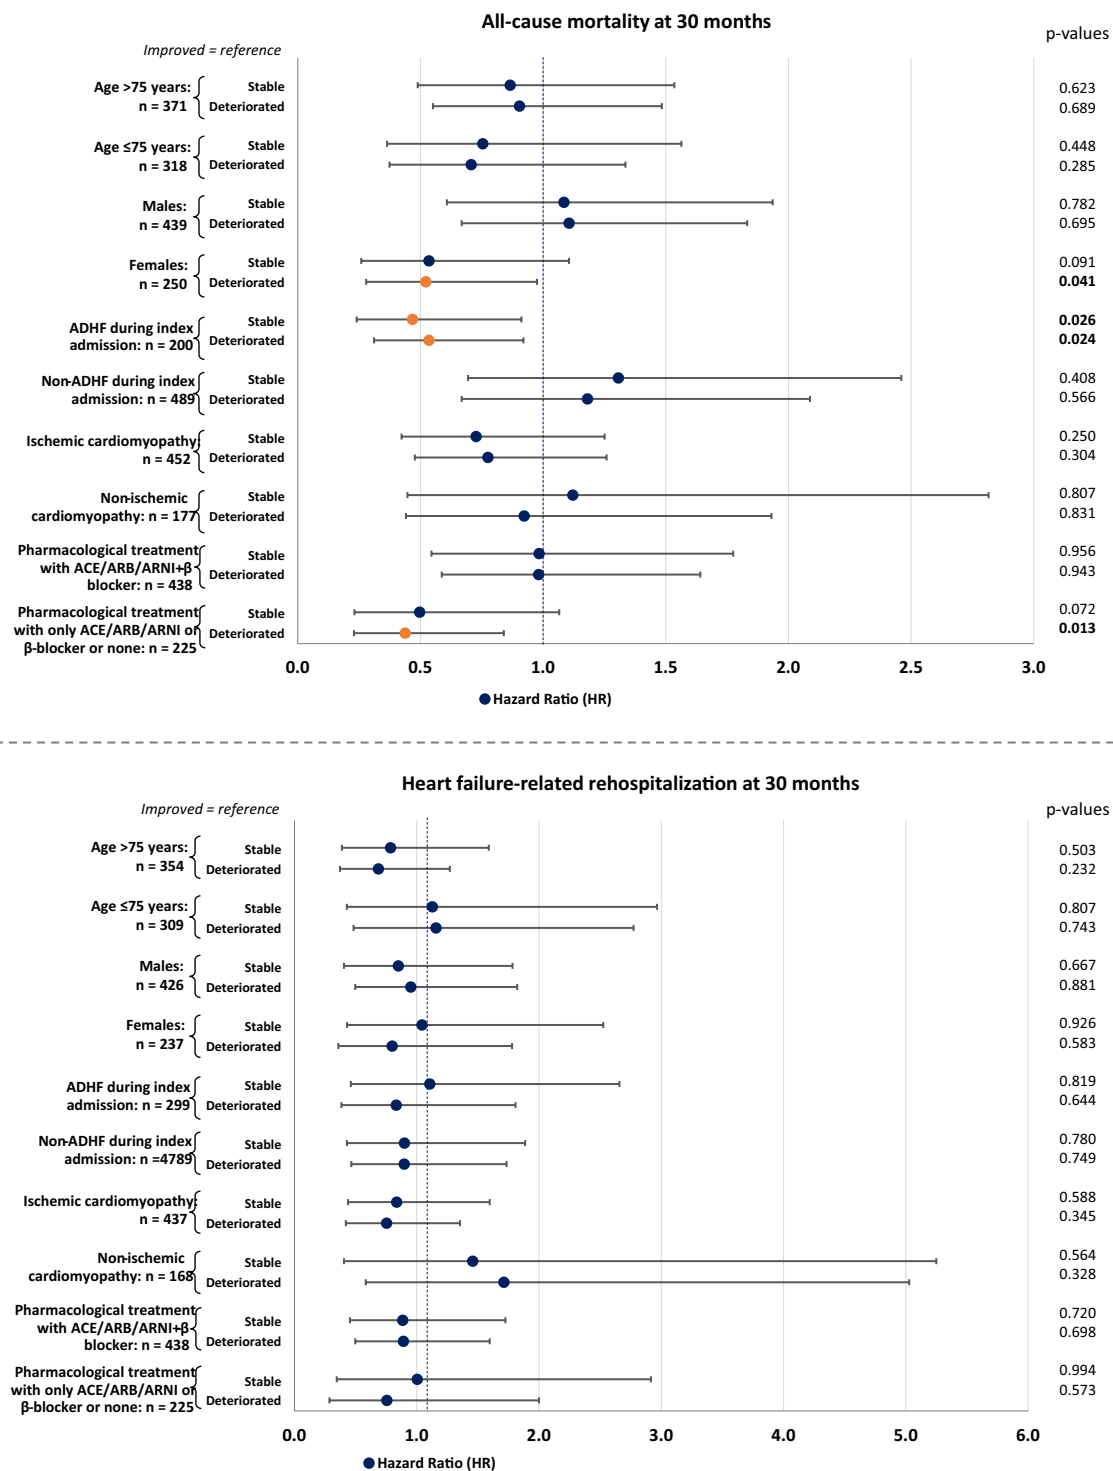 All-cause mortality at 30 months
p-values
Improved = reference
Age >75 years:
n = 371
Stable
Deteriorated
0.623
0.689
Age ≤75 years:
n = 318
Stable
Deteriorated
0.448
0.285
Males:
n = 439
Stable
Deteriorated
0.782
0.695
Females:
n = 250
Stable
Deteriorated
0.091
0.041
ADHF during index
admission: n = 200
Stable
Deteriorated
0.026
0.024
Non-ADHF during index
admission: n = 489
Stable
Deteriorated
0.408
0.566
Ischemic cardiomyopathy:
n = 452
Stable
Deteriorated
0.250
0.304
Non-ischemic
cardiomyopathy: n = 177
Stable
Deteriorated
0.807
0.831
Pharmacological treatment
with ACE/ARB/ARNI+β
blocker: n = 438
Stable
Deteriorated
0.956
0.943
Pharmacological treatment
with only ACE/ARB/ARNI or
β-blocker or none: n = 225
Stable
Deteriorated
0.072
0.013
0.0 0.5 1.0 1.5 2.0 2.5 3.0
Hazard Ratio (HR)
Heart failure-related rehospitalization at 30 months
p-values
Improved = reference
Age >75 years:
n = 354
Stable
Deteriorated
0.503
0.232
Age ≤75 years:
n = 309
Stable
Deteriorated
0.807
0.743
Males:
n = 426
Stable
Deteriorated
0.667
0.881
Females:
n = 237
Stable
Deteriorated
0.926
0.583
ADHF during index
admission: n = 299
Stable
Deteriorated
0.819
0.644
Non-ADHF during index
admission: n =4789
Stable
Deteriorated
0.780
0.749
Ischemic cardiomyopathy:
n = 437
Stable
Deteriorated
0.588
0.345
Non-ischemic
cardiomyopathy: n = 168
Stable
Deteriorated
0.564
0.328
Pharmacological treatment
with ACE/ARB/ARNI+β
blocker: n = 438
Stable
Deteriorated
0.720
0.698
Pharmacological treatment
with only ACE/ARB/ARNI or
β-blocker or none: n = 225
Stable
Deteriorated
0.994
0.573
0.0 1.0 2.0 3.0 4.0 5.0 6.0
Hazard Ratio (HR)